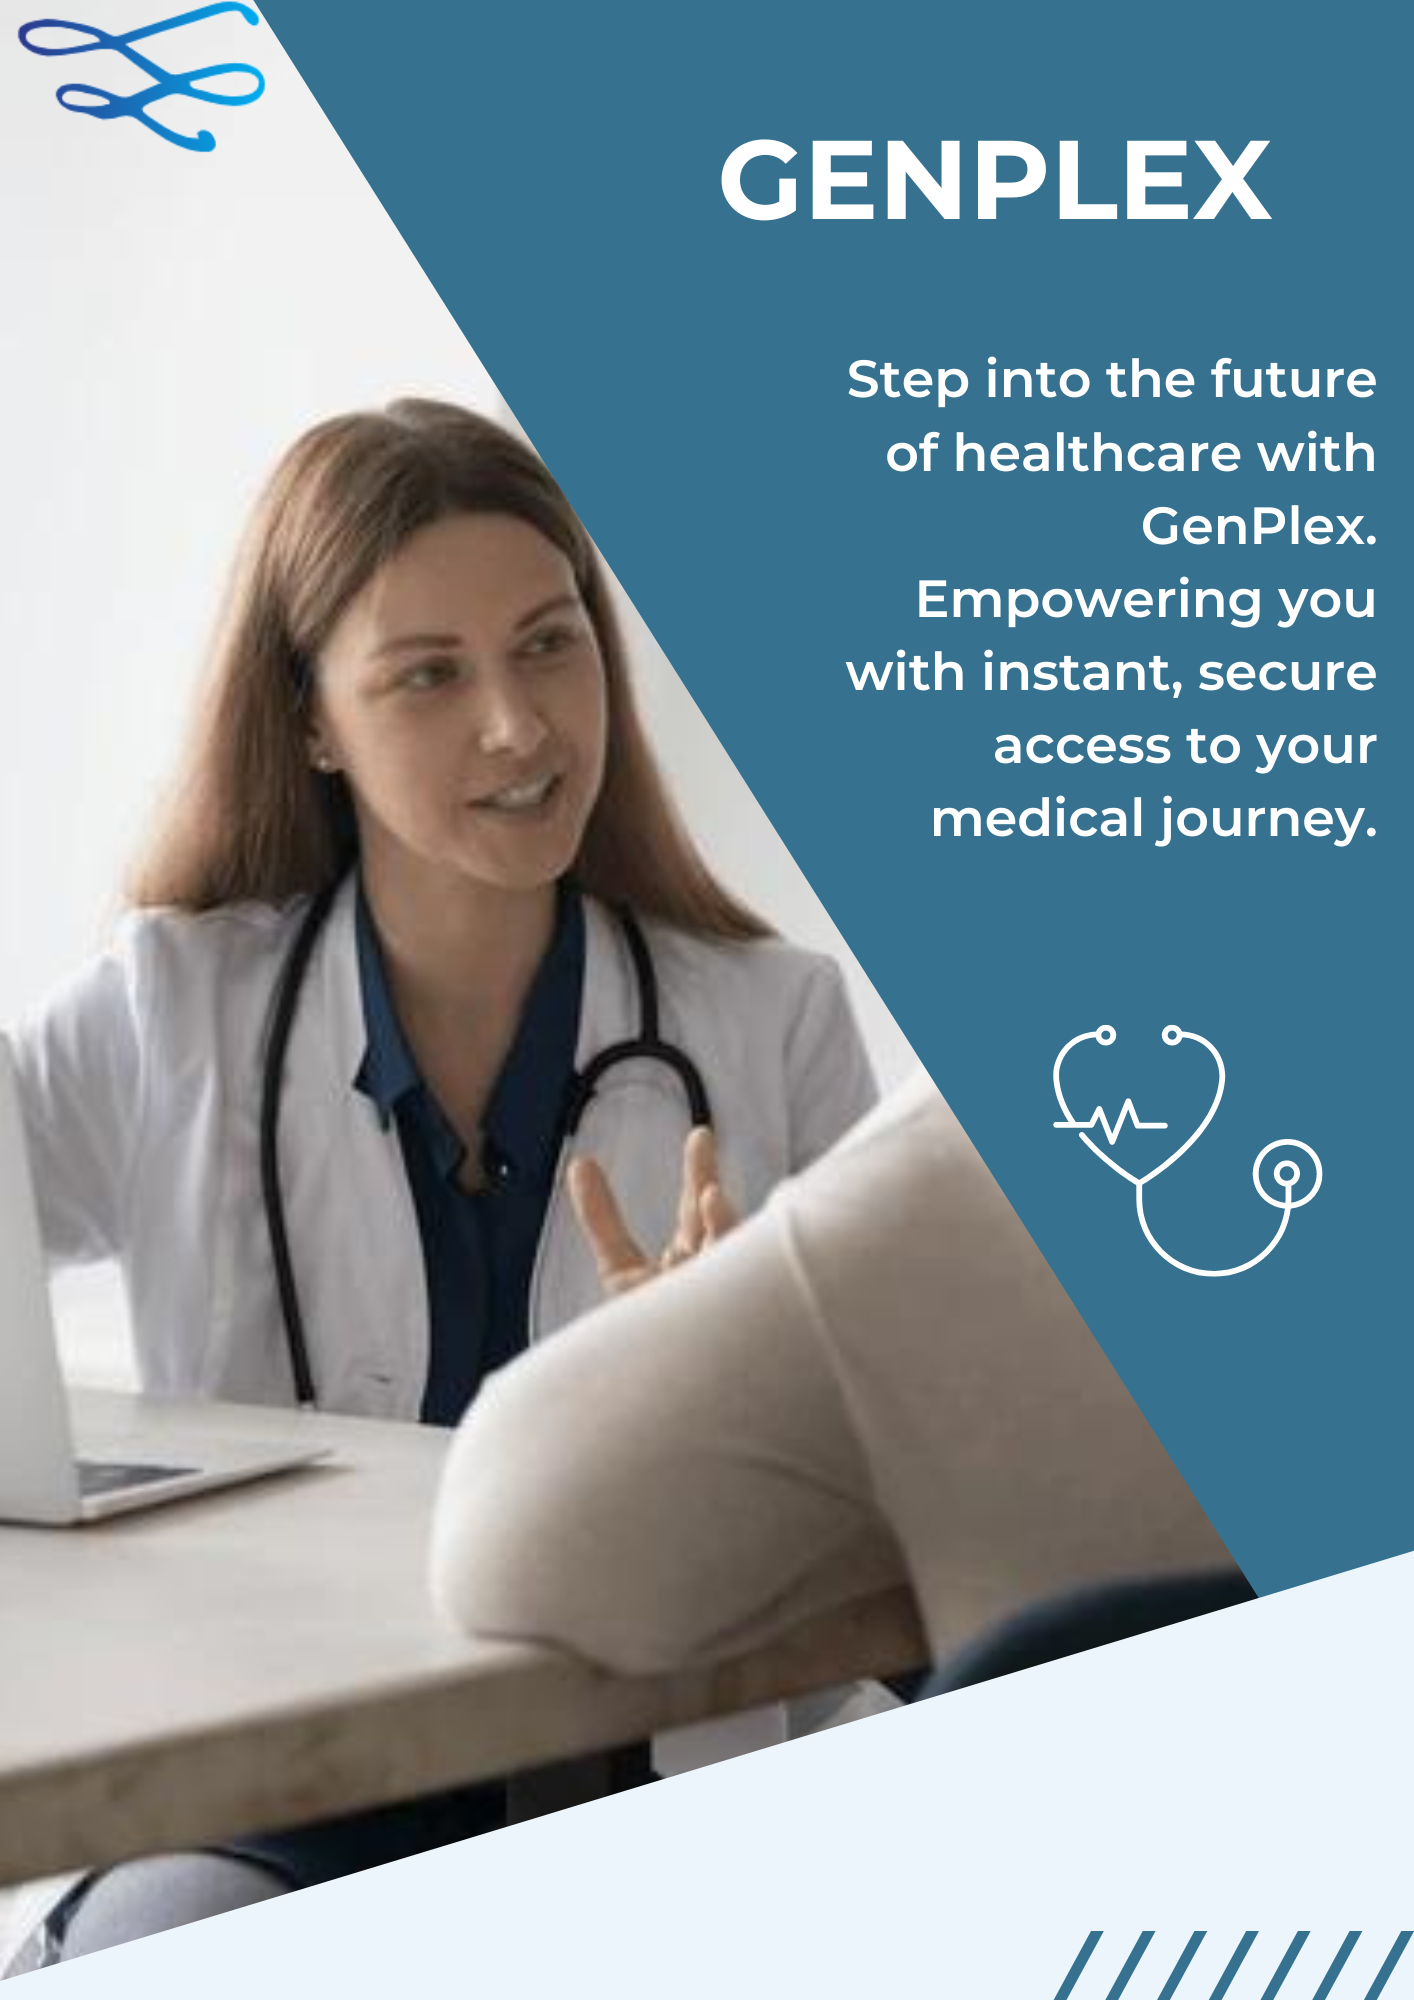 GENPLEX
Step into the future
of healthcare with
GenPlex.
Empowering you
with instant, secure
access to your
medical journey.